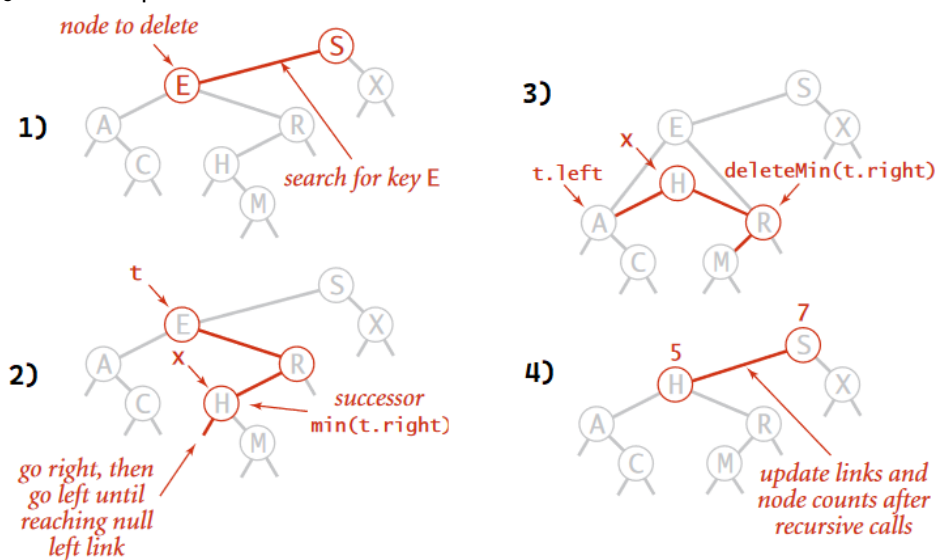 node to delete
S
E
X
1)
A
R
C
H
search for key E
M
t
S
E
X
x
2)
A
R
C
H
successor
min(t.right)
M
go right, then
go left until
reaching null
left link
3)
S
E
X
x
t.left
H
deleteMin(t.right)
A
R
C
M
7
5
S
4)
H
X
A
R
C
M
update links and
node counts after
recursive calls